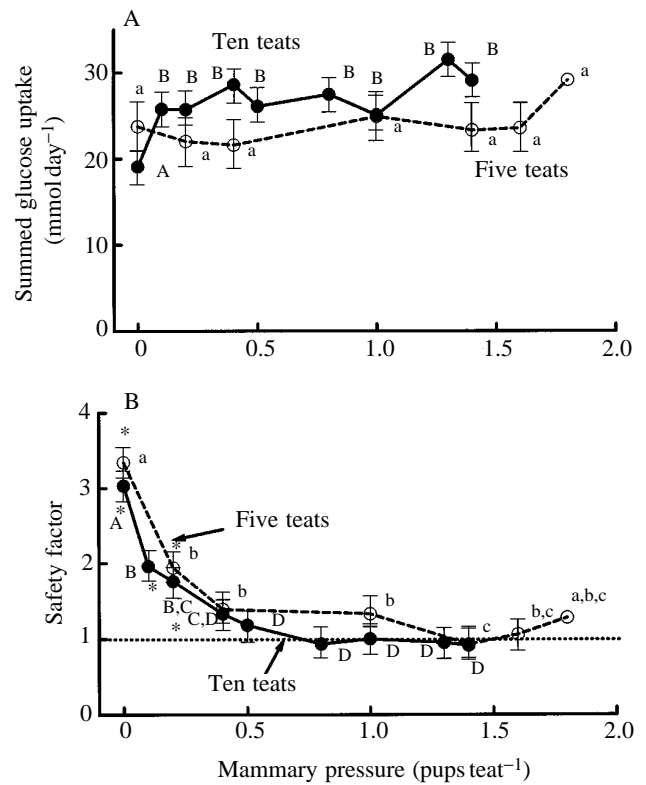 A
Ten teats
30
20
10
0
Summed glucose uptake
(mmol day⁻¹)
a
B
B
B
B
B
B
B
B
a
A
a
a
a
a
a
Five teats
0
0.5
1.0
1.5
2.0
B
4
3
2
1
0
Safety factor
*
a
*
A
Five teats
*
b
B
*
B,C
*
C,D
b
D
b
D
D
D
D
c
b,c
a,b,c
Ten teats
0
0.5
1.0
1.5
2.0
Mammary pressure (pups teat⁻¹)